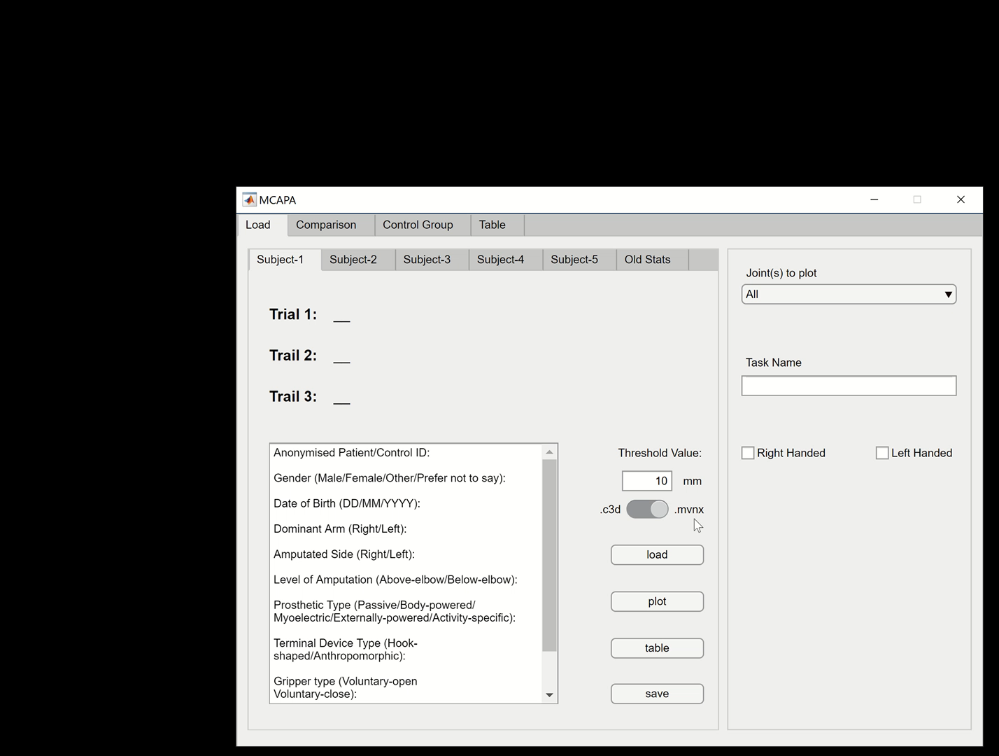 MCAPA
Load Comparison Control Group Table
Subject-1 Subject-2 Subject-3 Subject-4 Subject-5 Old Stats
Trial 1: __
Trail 2: __
Trail 3: __
Anonymised Patient/Control ID:
Gender (Male/Female/Other/Prefer not to say):
Date of Birth (DD/MM/YYYY):
Dominant Arm (Right/Left):
Amputated Side (Right/Left):
Level of Amputation (Above-elbow/Below-elbow):
Prosthetic Type (Passive/Body-powered/
Myoelectric/Externally-powered/Activity-specific):
Terminal Device Type (Hook-
shaped/Anthropomorphic):
Gripper type (Voluntary-open
Voluntary-close):
Threshold Value:
10 mm
.c3d .mvnx
load
plot
table
save
Joint(s) to plot
All
Task Name
Right Handed Left Handed